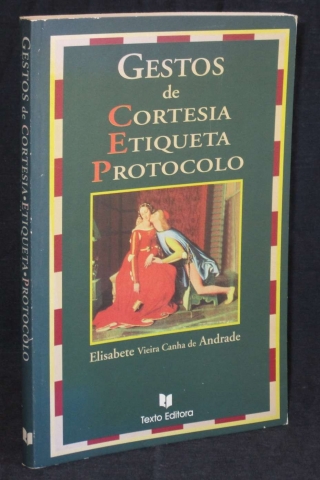 GESTOS
de
CORTESIA
ETIQUETA
PROTOCOLO
Elisabete Vieira Canha de Andrade
Texto Editora
GESTOS de CORTESIA•ETIQUETA•PROTOCOLO